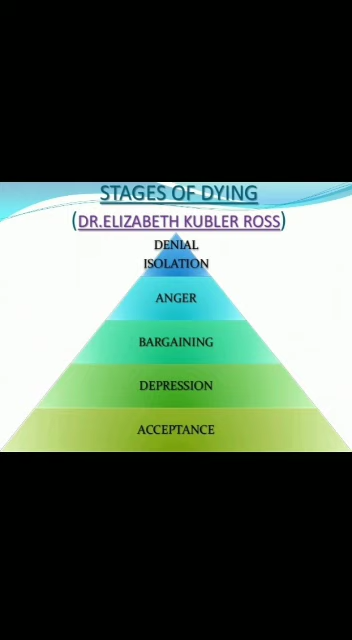 STAGES OF DYING
(DR.ELIZABETH KUBLER ROSS)
DENIAL
ISOLATION
ANGER
BARGAINING
DEPRESSION
ACCEPTANCE